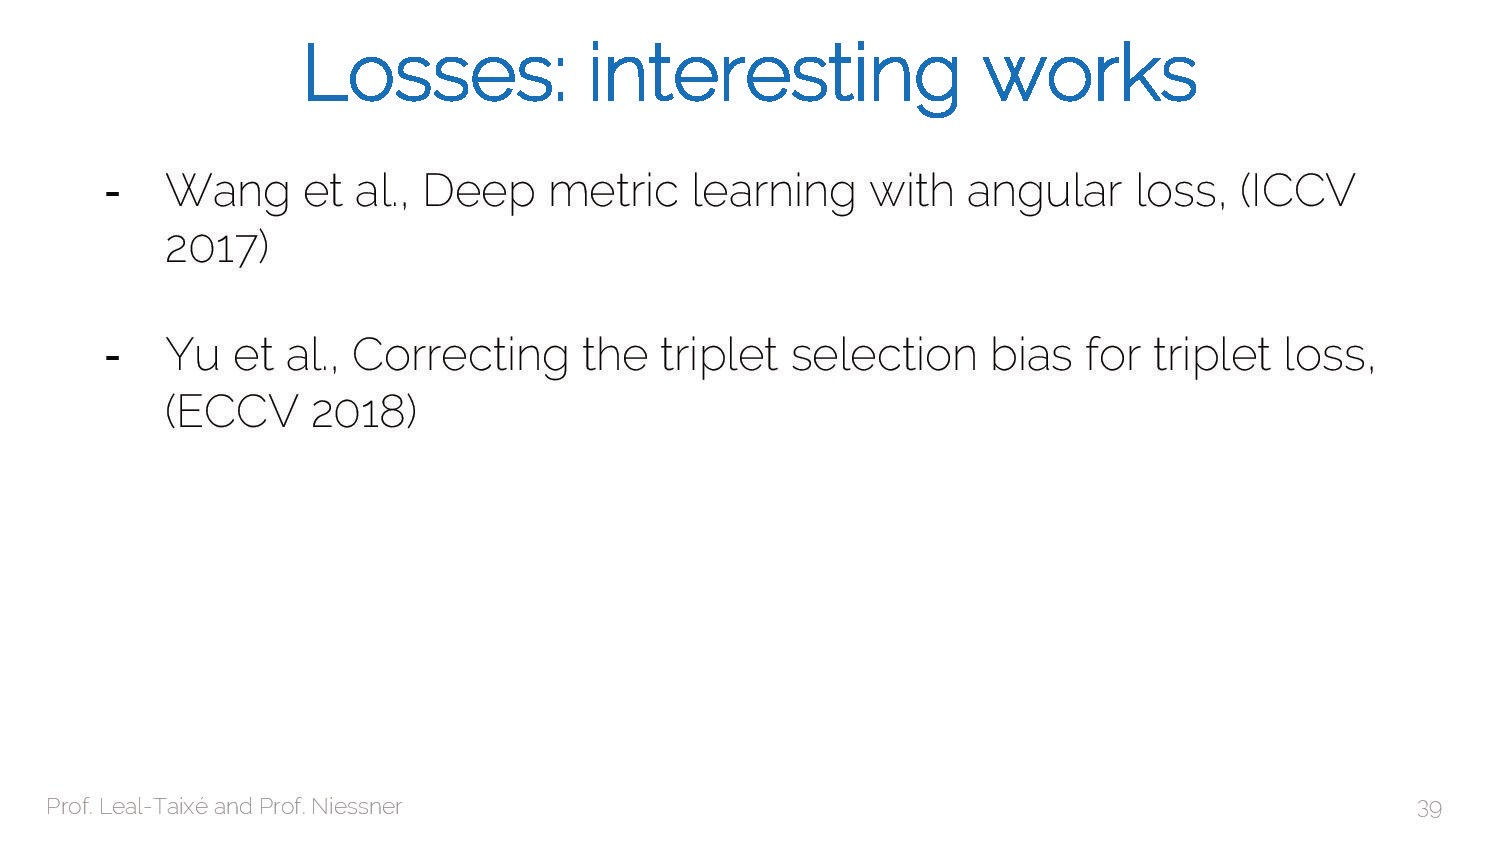 Losses: interesting works
- Wang et al., Deep metric learning with angular loss, (ICCV
2017)
- Yu et al., Correcting the triplet selection bias for triplet loss,
(ECCV 2018)
Prof. Leal-Taixé and Prof. Niessner
39